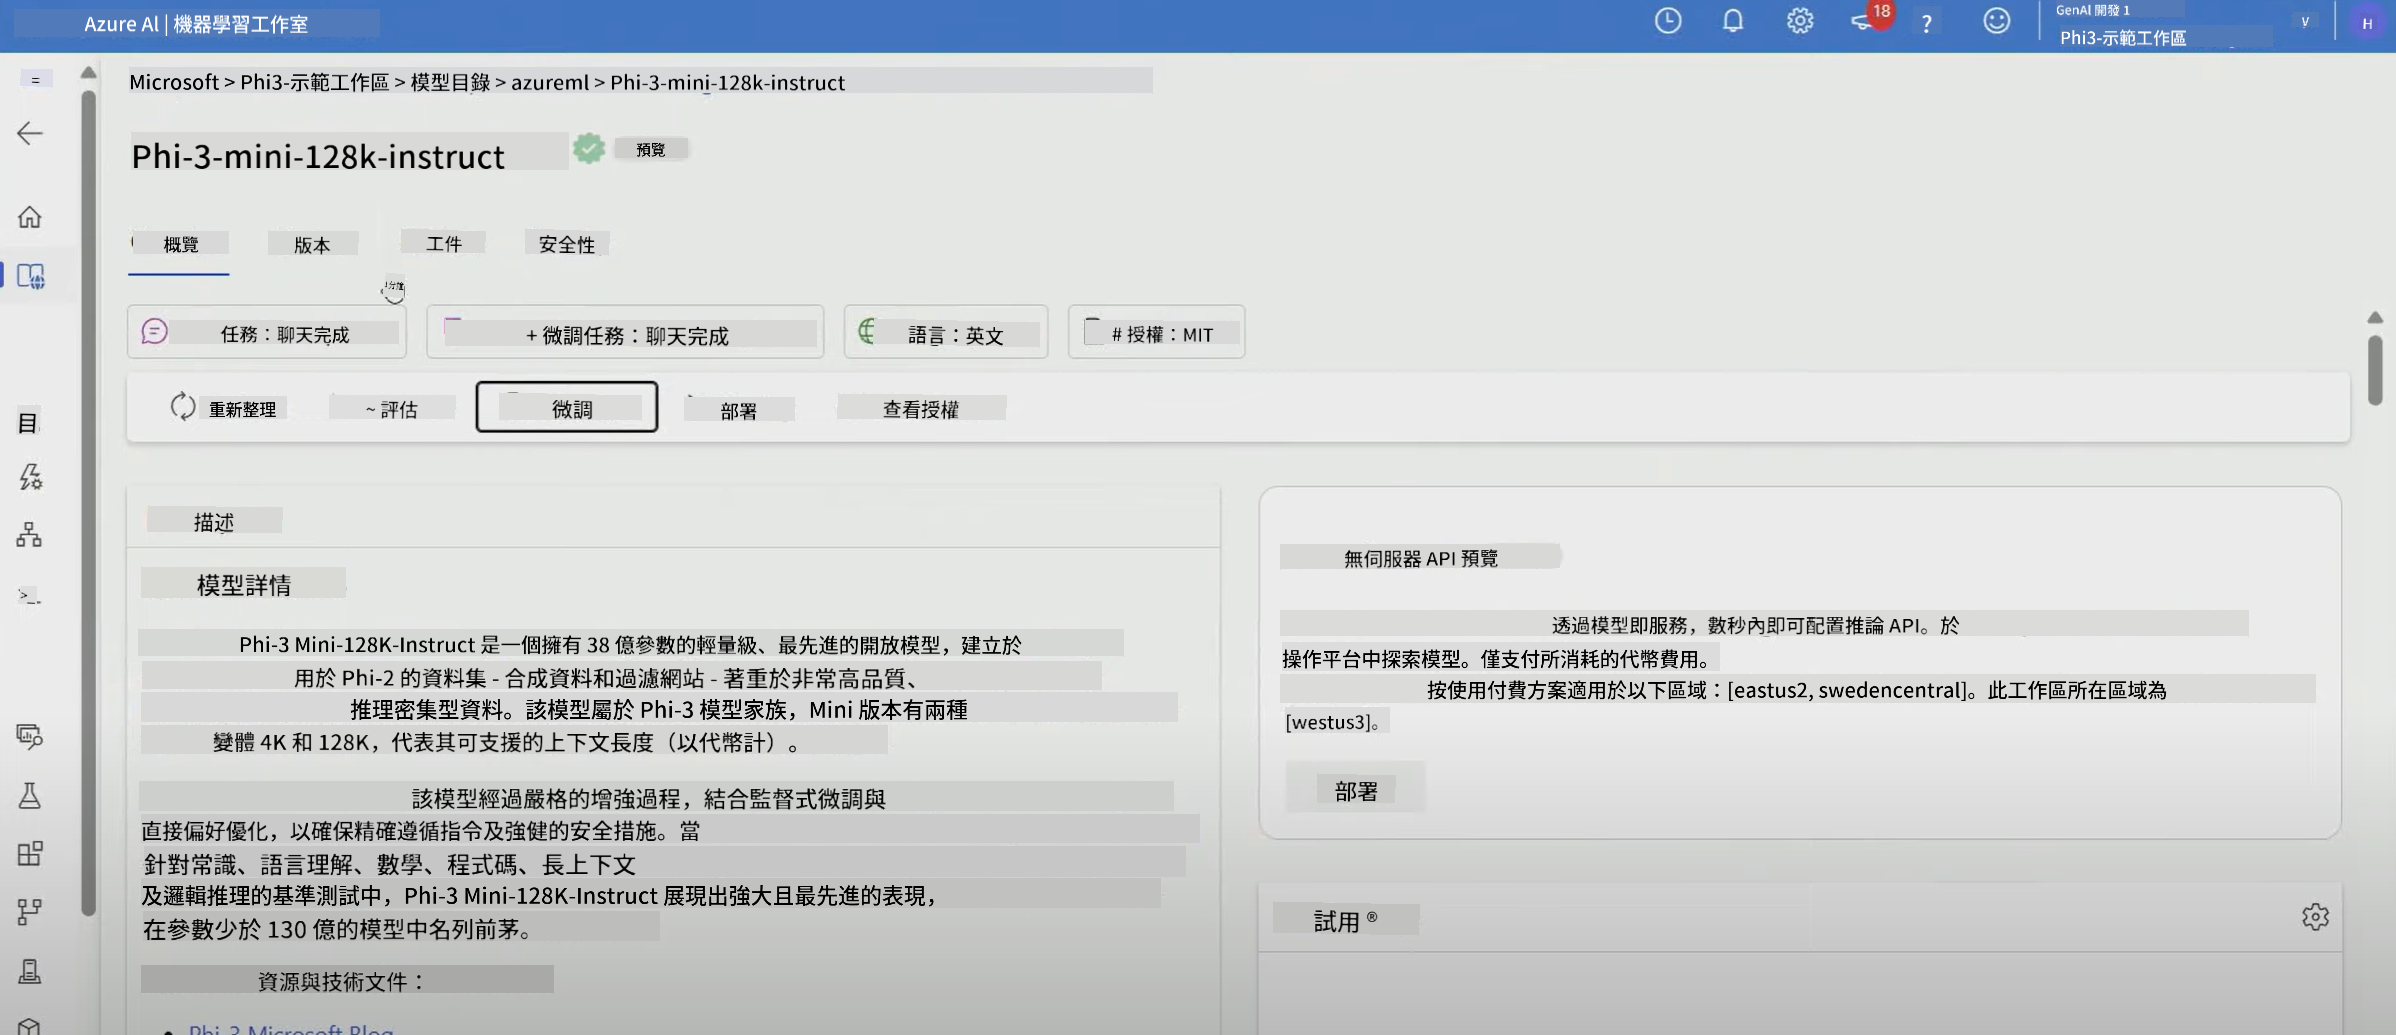 Azure AI | 機器學習工作室
18
?
GenAI 開發 1
Phi3-示範工作區
v
H
Microsoft > Phi3-示範工作區 > 模型目錄 > azureml > Phi-3-mini-128k-instruct
Phi-3-mini-128k-instruct
預覽
概覽 版本 工件 安全性
任務：聊天完成 + 微調任務：聊天完成 語言：英文 # 授權：MIT
重新整理 ~ 評估 微調 部署 查看授權
目
描述
模型詳情
Phi-3 Mini-128K-Instruct 是一個擁有 38 億參數的輕量級、最先進的開放模型，建立於
用於 Phi-2 的資料集 - 合成資料和過濾網站 - 著重於非常高品質、
推理密集型資料。該模型屬於 Phi-3 模型家族，Mini 版本有兩種
變體 4K 和 128K，代表其可支援的上下文長度（以代幣計）。
該模型經過嚴格的增強過程，結合監督式微調與
直接偏好優化，以確保精確遵循指令及強健的安全措施。當
針對常識、語言理解、數學、程式碼、長上下文
及邏輯推理的基準測試中，Phi-3 Mini-128K-Instruct 展現出強大且最先進的表現，
在參數少於 130 億的模型中名列前茅。
資源與技術文件：
Phi-3 Microsoft Blog
無伺服器 API 預覽
透過模型即服務，數秒內即可配置推論 API。於
操作平台中探索模型。僅支付所消耗的代幣費用。
按使用付費方案適用於以下區域：[eastus2, swedencentral]。此工作區所在區域為
[westus3]。
部署
試用 ®